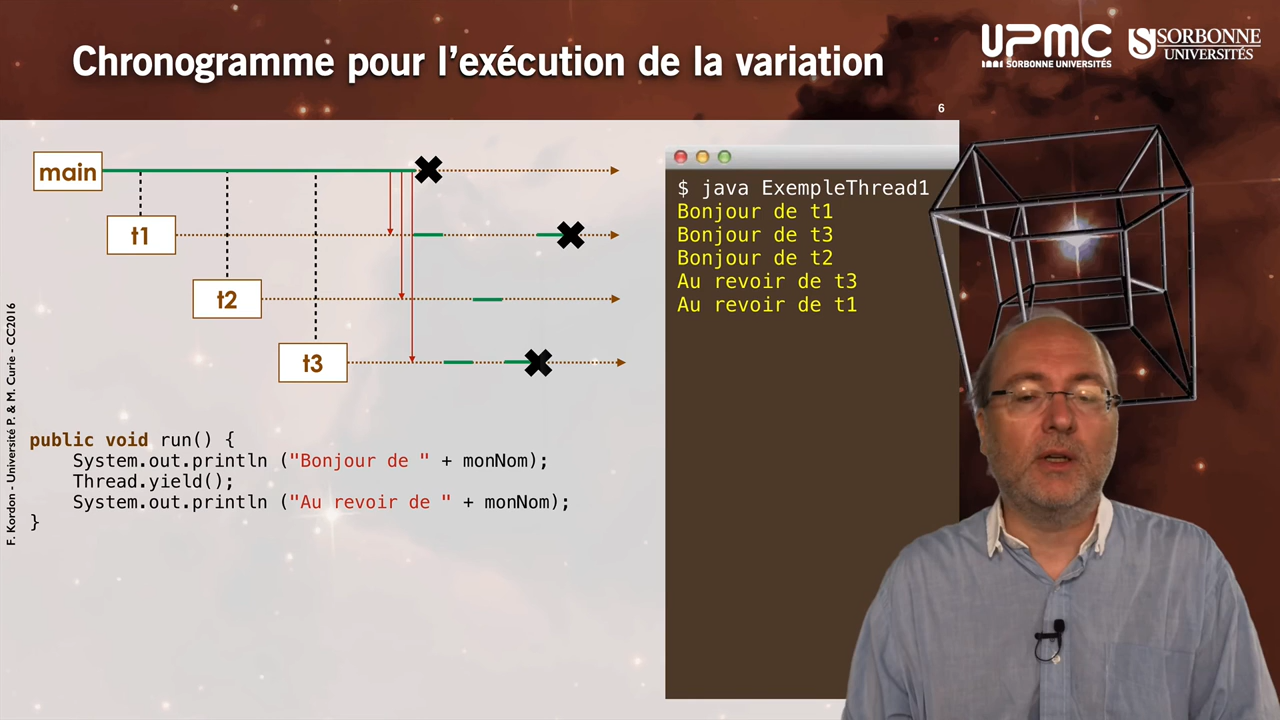 Chronogramme pour l'exécution de la variation
UPMC
SORBONNE UNIVERSITÉS
SORBONNE
UNIVERSITÉS
6
main
t1
t2
t3
$ java ExempleThread1
Bonjour de t1
Bonjour de t3
Bonjour de t2
Au revoir de t3
Au revoir de t1
public void run() {
System.out.println ("Bonjour de " + monNom);
Thread.yield();
System.out.println ("Au revoir de " + monNom);
}
F. Kordon - Université P. & M. Curie - CC2016